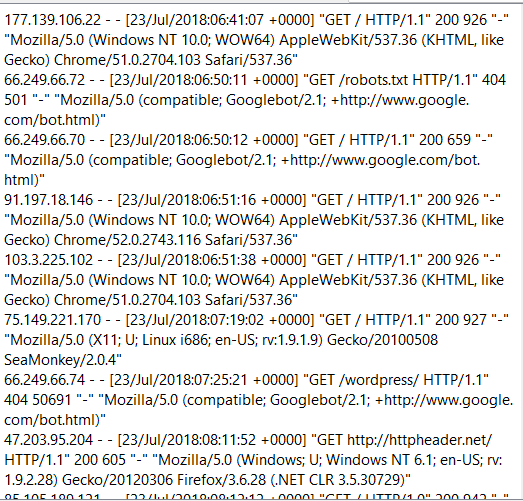 177.139.106.22 - - [23/Jul/2018:06:41:07 +0000] "GET / HTTP/1.1" 200 926 "-"
"Mozilla/5.0 (Windows NT 10.0; WOW64) AppleWebKit/537.36 (KHTML, like
Gecko) Chrome/51.0.2704.103 Safari/537.36"
66.249.66.72 - - [23/Jul/2018:06:50:11 +0000] "GET /robots.txt HTTP/1.1" 404
501 "-" "Mozilla/5.0 (compatible; Googlebot/2.1; +http://www.google.
com/bot.html)"
66.249.66.70 - - [23/Jul/2018:06:50:12 +0000] "GET / HTTP/1.1" 200 659 "-"
"Mozilla/5.0 (compatible; Googlebot/2.1; +http://www.google.com/bot.
html)"
91.197.18.146 - - [23/Jul/2018:06:51:16 +0000] "GET / HTTP/1.1" 200 926 "-"
"Mozilla/5.0 (Windows NT 10.0; WOW64) AppleWebKit/537.36 (KHTML, like
Gecko) Chrome/52.0.2743.116 Safari/537.36"
103.3.225.102 - - [23/Jul/2018:06:51:38 +0000] "GET / HTTP/1.1" 200 926 "-"
"Mozilla/5.0 (Windows NT 10.0; WOW64) AppleWebKit/537.36 (KHTML, like
Gecko) Chrome/51.0.2704.103 Safari/537.36"
75.149.221.170 - - [23/Jul/2018:07:19:02 +0000] "GET / HTTP/1.1" 200 927 "-"
"Mozilla/5.0 (X11; U; Linux i686; en-US; rv:1.9.1.9) Gecko/20100508
SeaMonkey/2.0.4"
66.249.66.74 - - [23/Jul/2018:07:25:21 +0000] "GET /wordpress/ HTTP/1.1"
404 50691 "-" "Mozilla/5.0 (compatible; Googlebot/2.1; +http://www.google.
com/bot.html)"
47.203.95.204 - - [23/Jul/2018:08:11:52 +0000] "GET http://httpheader.net/
HTTP/1.1" 200 605 "-" "Mozilla/5.0 (Windows; U; Windows NT 6.1; en-US; rv:
1.9.2.28) Gecko/20120306 Firefox/3.6.28 (.NET CLR 3.5.30729)"